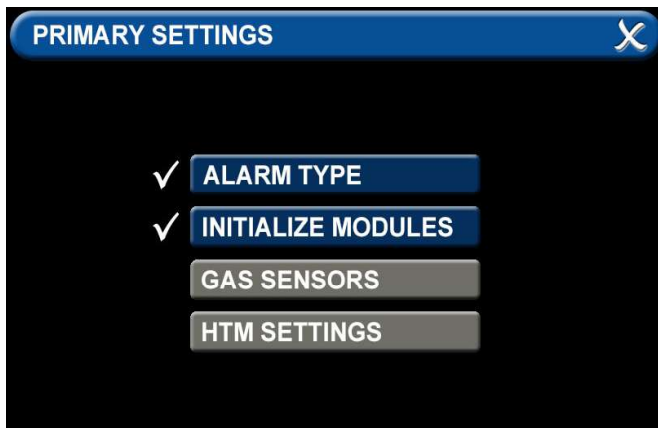 PRIMARY SETTINGS
ALARM TYPE
INITIALIZE MODULES
GAS SENSORS
HTM SETTINGS